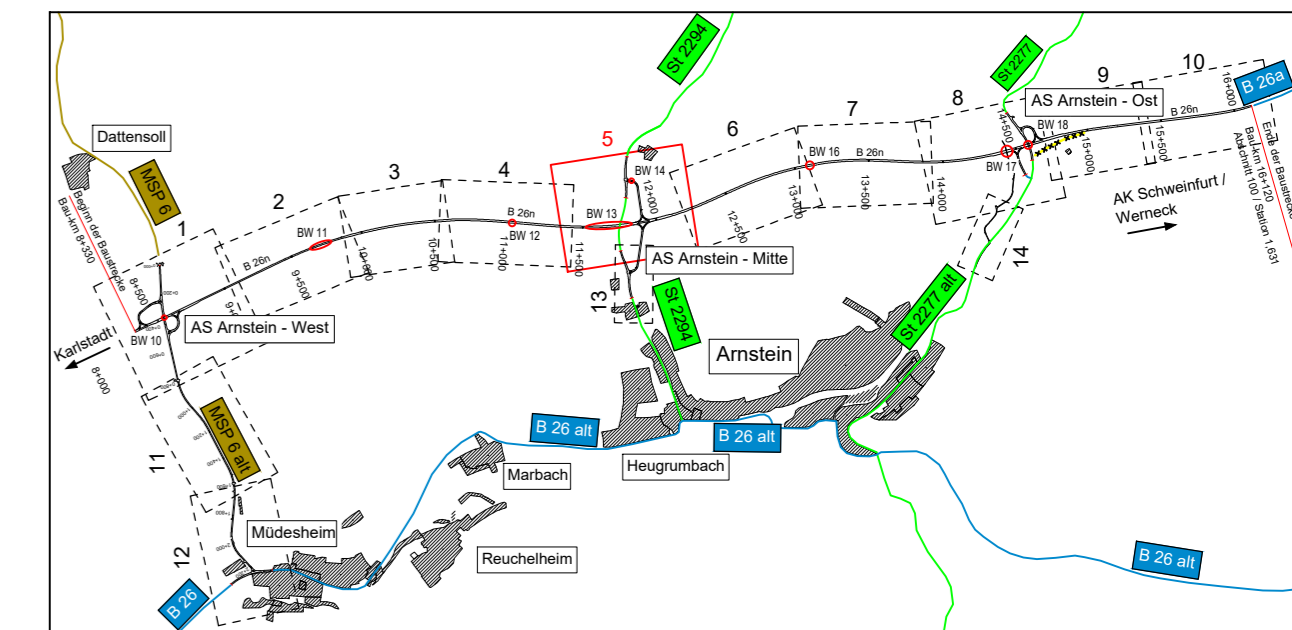 St 2294
St 2277
9
10
16+000
B 26a
AS Arnstein - Ost
8
7
14+500
BW 18
B 26n
15+000
15+500
Ende der Baustrecke
Bau-km 16+120
Abschnitt 100 / Station 1,631
Dattensoll
MSP 6
6
5
4
3
2
1
BW 16
B 26n
BW 17
BW 14
12+000
13+000
13+500
14+000
AK Schweinfurt /
Werneck
Beginn der Baustrecke
Bau-km 8+330
BW 13
B 26n
BW 12
BW 11
12+500
11+500
11+000
10+500
10+000
B 26n
9+500
8+500
AS Arnstein - Mitte
14
13
St 2294
St 2277 alt
AS Arnstein - West
BW 10
Karlstadt
8+000
Arnstein
MSP 6 alt
11
B 26 alt
B 26 alt
Heugrumbach
Marbach
Müdesheim
Reuchelheim
12
B 26
B 26 alt